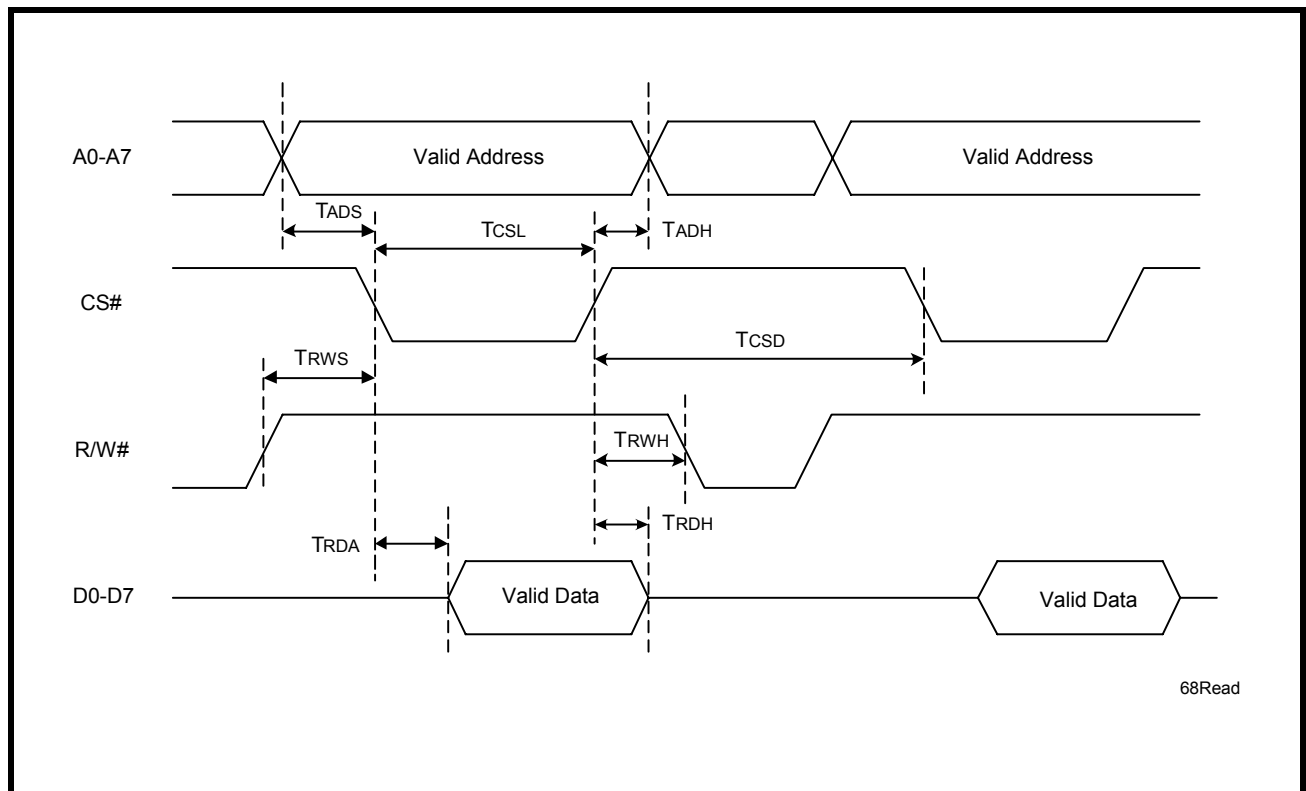 A0-A7
Valid Address
Valid Address
TADS
TCSL
TADH
CS#
TCSD
TRWS
R/W#
TRWH
TRDH
TRDA
D0-D7
Valid Data
Valid Data
68Read